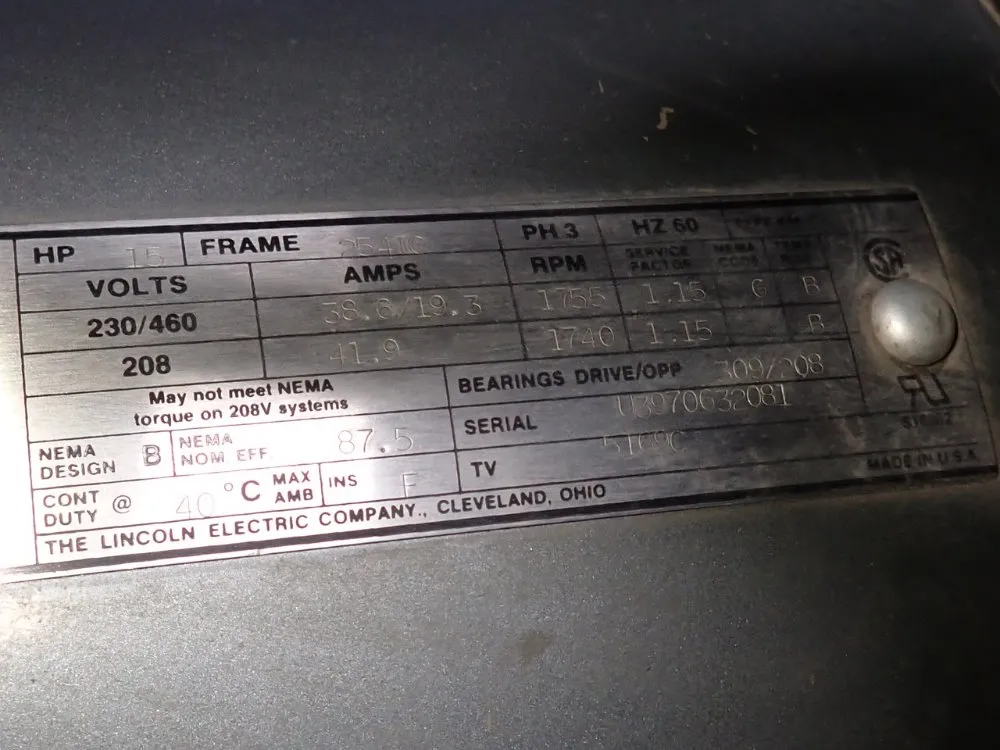 HP 15 FRAME PH 3 HZ 60
VOLTS AMPS RPM SERVICE FACTOR NEMA CODE
230/460 38.6/19.3 1755 1.15 G B
208 41.9 1740 1.15 B
May not meet NEMA
torque on 208V systems
BEARINGS DRIVE/OPP 309/208
SERIAL U3970632081
NEMA DESIGN B NEMA NOM EFF 87.5
TV
CONT DUTY @ 40 °C MAX AMB INS F
THE LINCOLN ELECTRIC COMPANY., CLEVELAND, OHIO
MADE IN U.S.A.